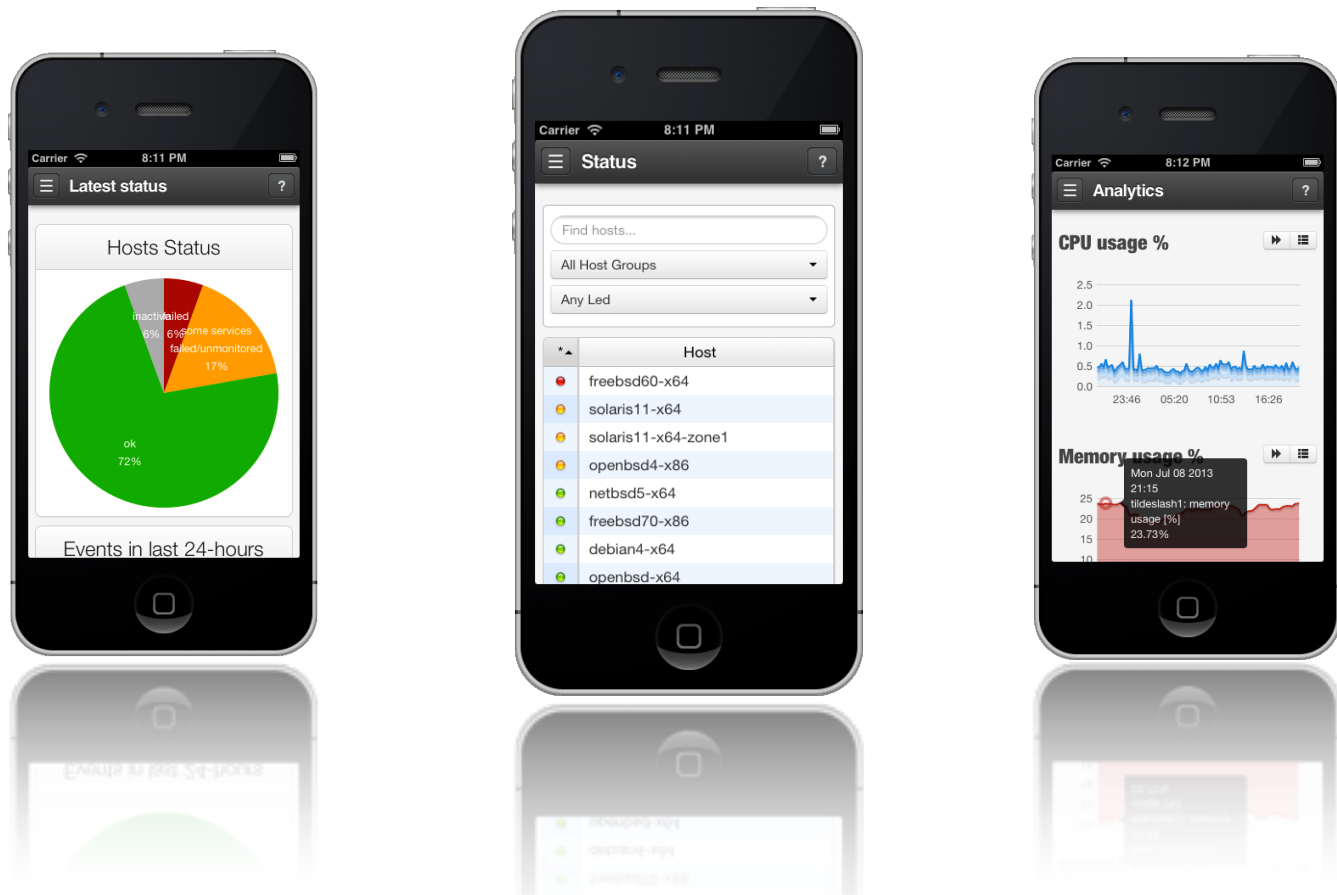 Carrier 8:11 PM
Latest status ?
Hosts Status
inactive failed
6% 6%
some services
failed/unmonitored
17%
ok
72%
Events in last 24-hours
Carrier 8:11 PM
Status ?
Find hosts...
All Host Groups
Any Led
* Host
freebsd60-x64
solaris11-x64
solaris11-x64-zone1
openbsd4-x86
netbsd5-x64
freebsd70-x86
debian4-x64
openbsd-x64
Carrier 8:12 PM
Analytics ?
CPU usage %
2.5
2.0
1.5
1.0
0.5
0.0
23:46 05:20 10:53 16:26
Memory usage %
Mon Jul 08 2013
21:15
tildeslash1: memory
usage [%]
23.73%
25
20
15
10